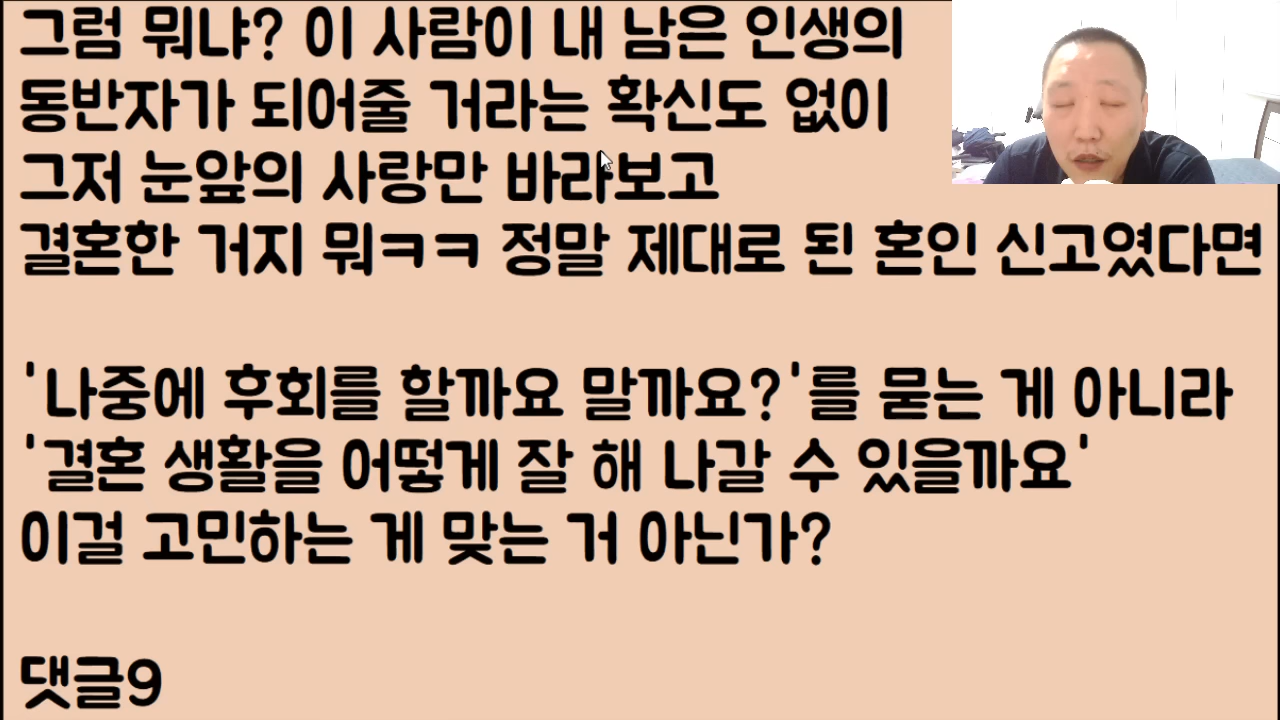 그럼 뭐냐? 이 사람이 내 남은 인생의
동반자가 되어줄 거라는 확신도 없이
그저 눈앞의 사랑만 바라보고
결혼한 거지 뭐ㅋㅋ 정말 제대로 된 혼인 신고였다면
'나중에 후회를 할까요 말까요?'를 묻는 게 아니라
'결혼 생활을 어떻게 잘 해 나갈 수 있을까요'
이걸 고민하는 게 맞는 거 아닌가?
댓글9